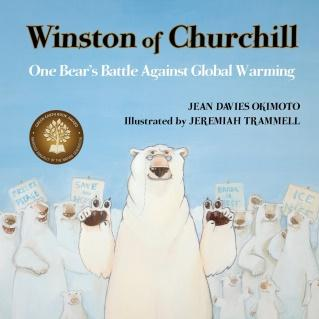 Winston of Churchill
One Bear's Battle Against Global Warming
JEAN DAVIES OKIMOTO
Illustrated by JEREMIAH TRAMMELL
SAVE
ICE